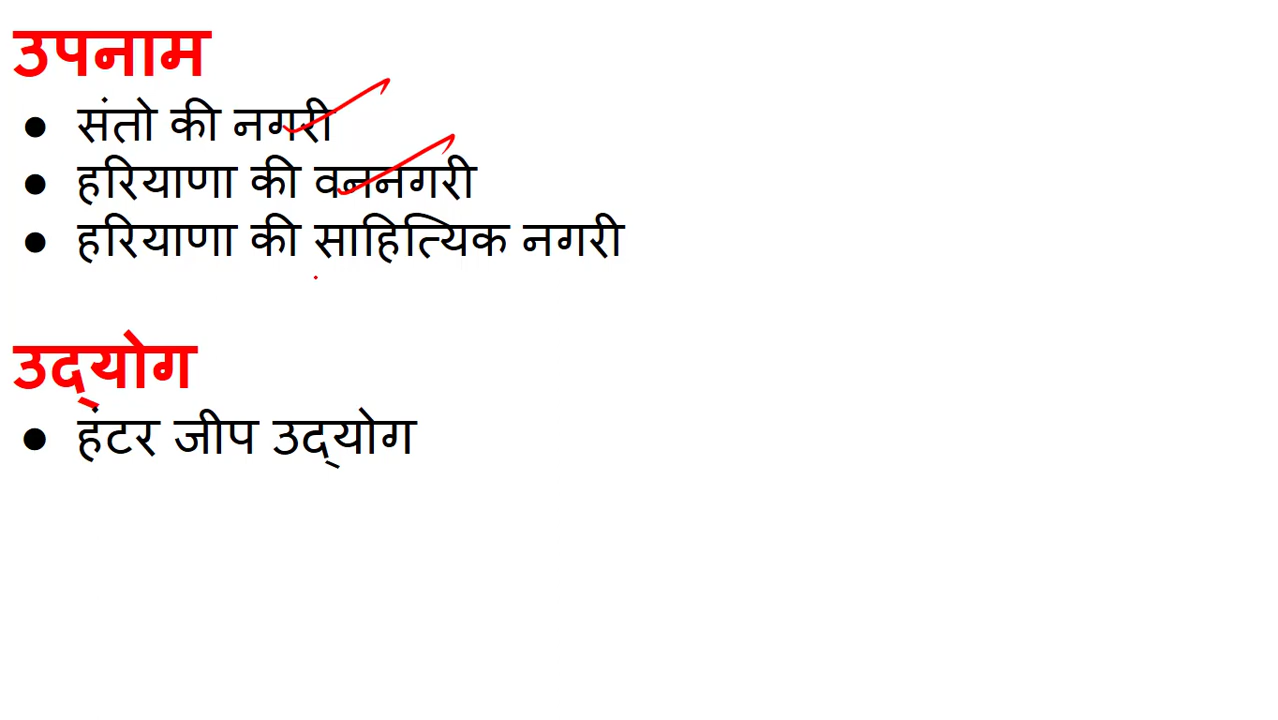 उपनाम
● संतो की नगरी
● हरियाणा की वननगरी
● हरियाणा की साहित्यिक नगरी
उद्योग
● हंटर जीप उद्योग